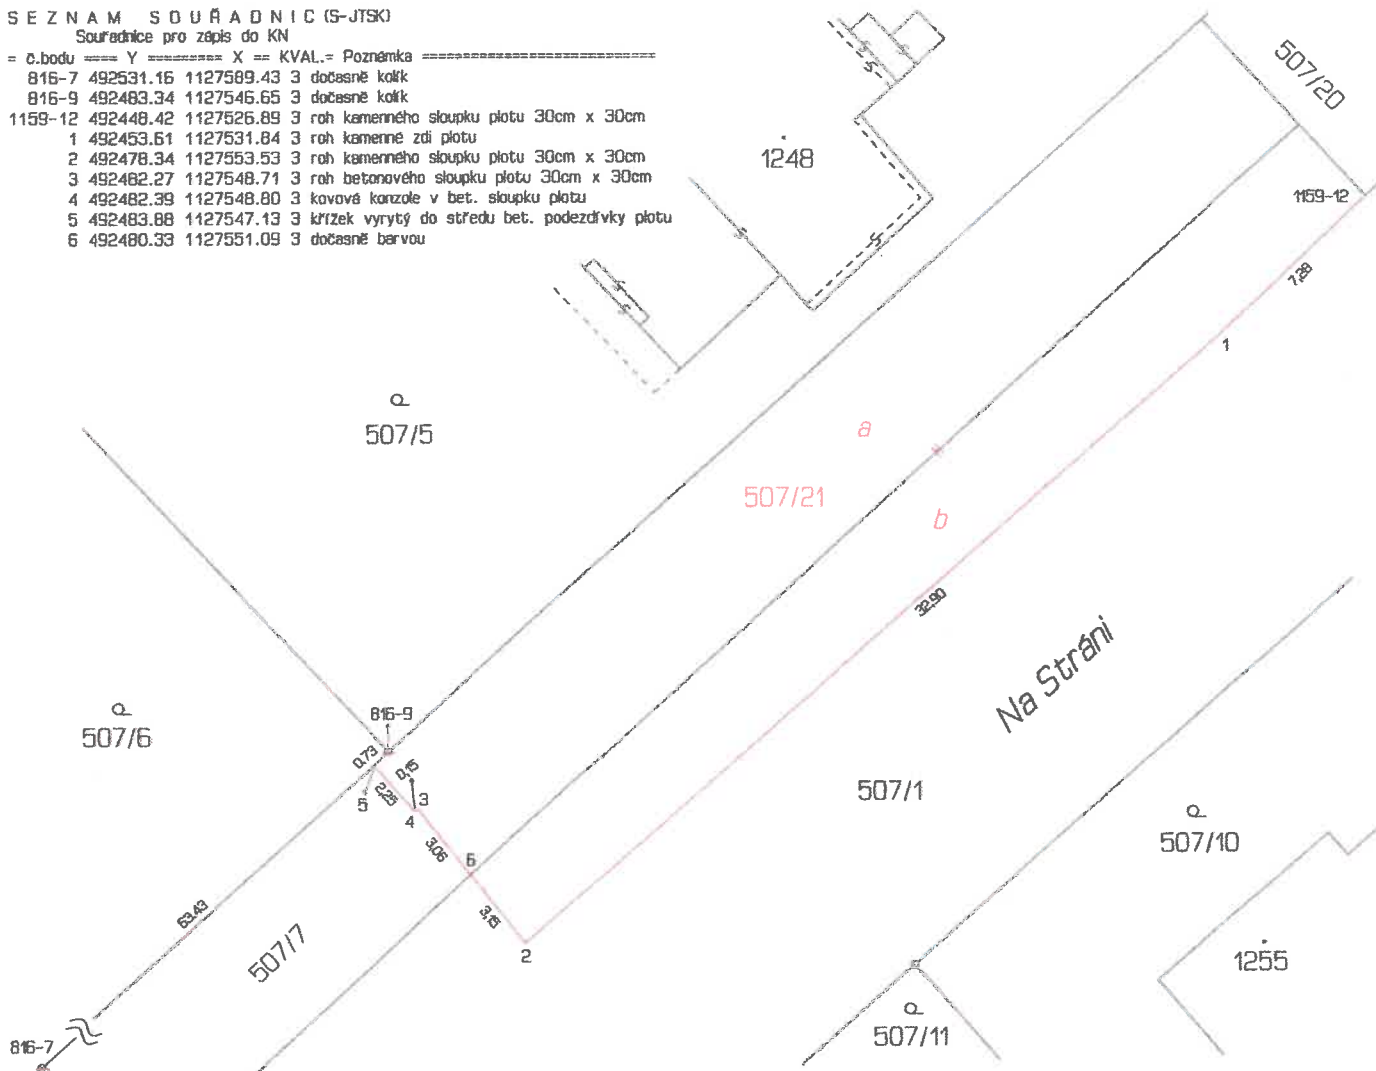 S E Z N A M   S O U Ř A D N I C (S-JTSK)
Souřadnice pro zápis do KN
= č.bodu ==== Y ========= X == KVAL.= Poznámka ============================
816-7 492531.16 1127589.43 3 dočasně kolík
816-9 492483.34 1127546.65 3 dočasně kolík
1159-12 492448.42 1127526.89 3 roh kamenného sloupku plotu 30cm x 30cm
1 492453.61 1127531.84 3 roh kamenné zdi plotu
2 492478.34 1127553.53 3 roh kamenného sloupku plotu 30cm x 30cm
3 492482.27 1127548.71 3 roh betonového sloupku plotu 30cm x 30cm
4 492482.39 1127548.80 3 kovová konzole v bet. sloupku plotu
5 492483.88 1127547.13 3 křížek vyrytý do středu bet. podezdívky plotu
6 492480.33 1127551.09 3 dočasně barvou
507/20
1248
1159-12
7,28
1
507/5
a
507/21
b
32,90
Na Stráni
816-9
507/6
0,73
0,15
2,25
5
3
4
507/1
3,06
6
507/10
63,43
3,15
507/7
2
1255
507/11
816-7